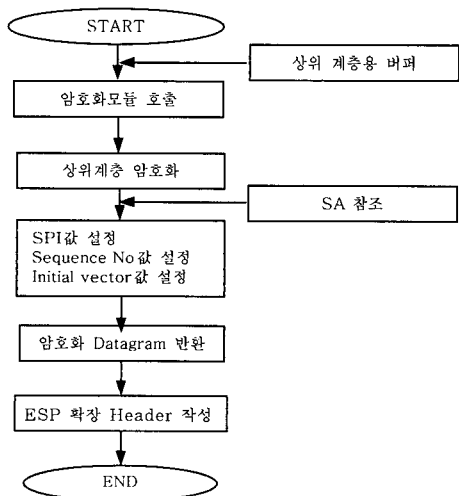 START
상위 계층용 버퍼
암호화모듈 호출
상위계층 암호화
SA 참조
SPI값 설정
Sequence No값 설정
Initial vector값 설정
암호화 Datagram 반환
ESP 확장 Header 작성
END